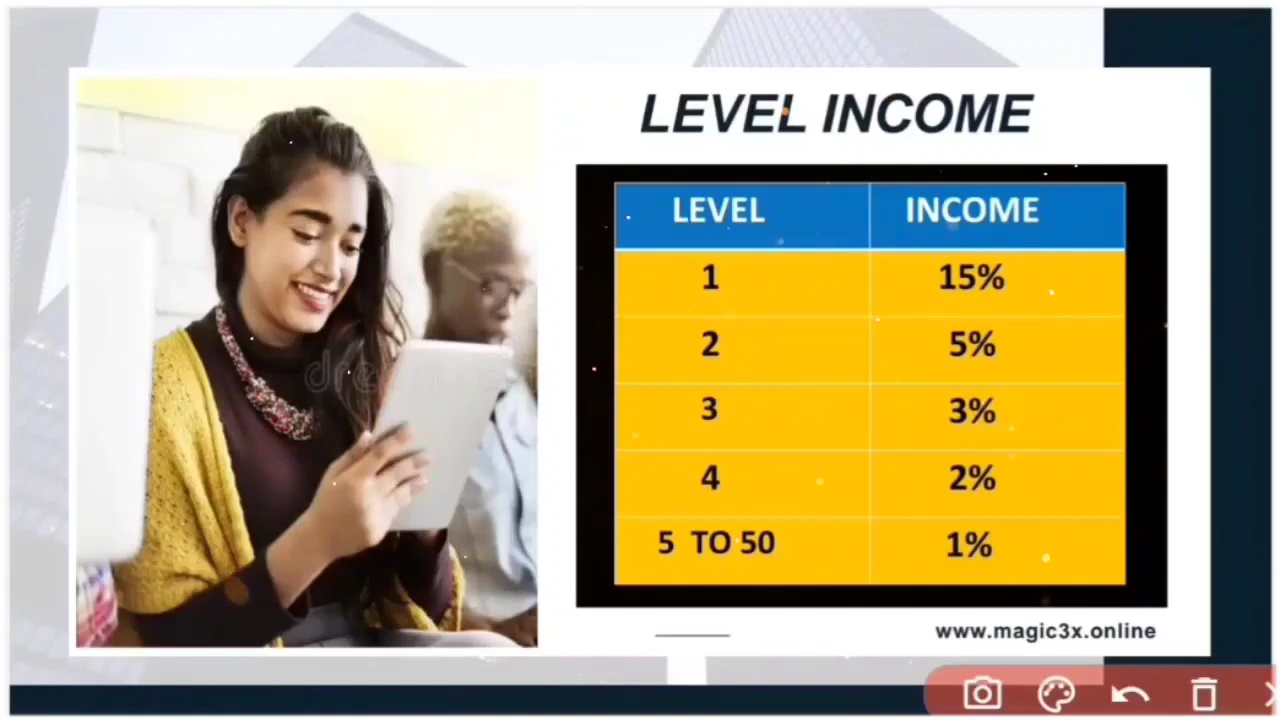 LEVEL INCOME
LEVEL INCOME
1 15%
2 5%
3 3%
4 2%
5 TO 50 1%
www.magic3x.online